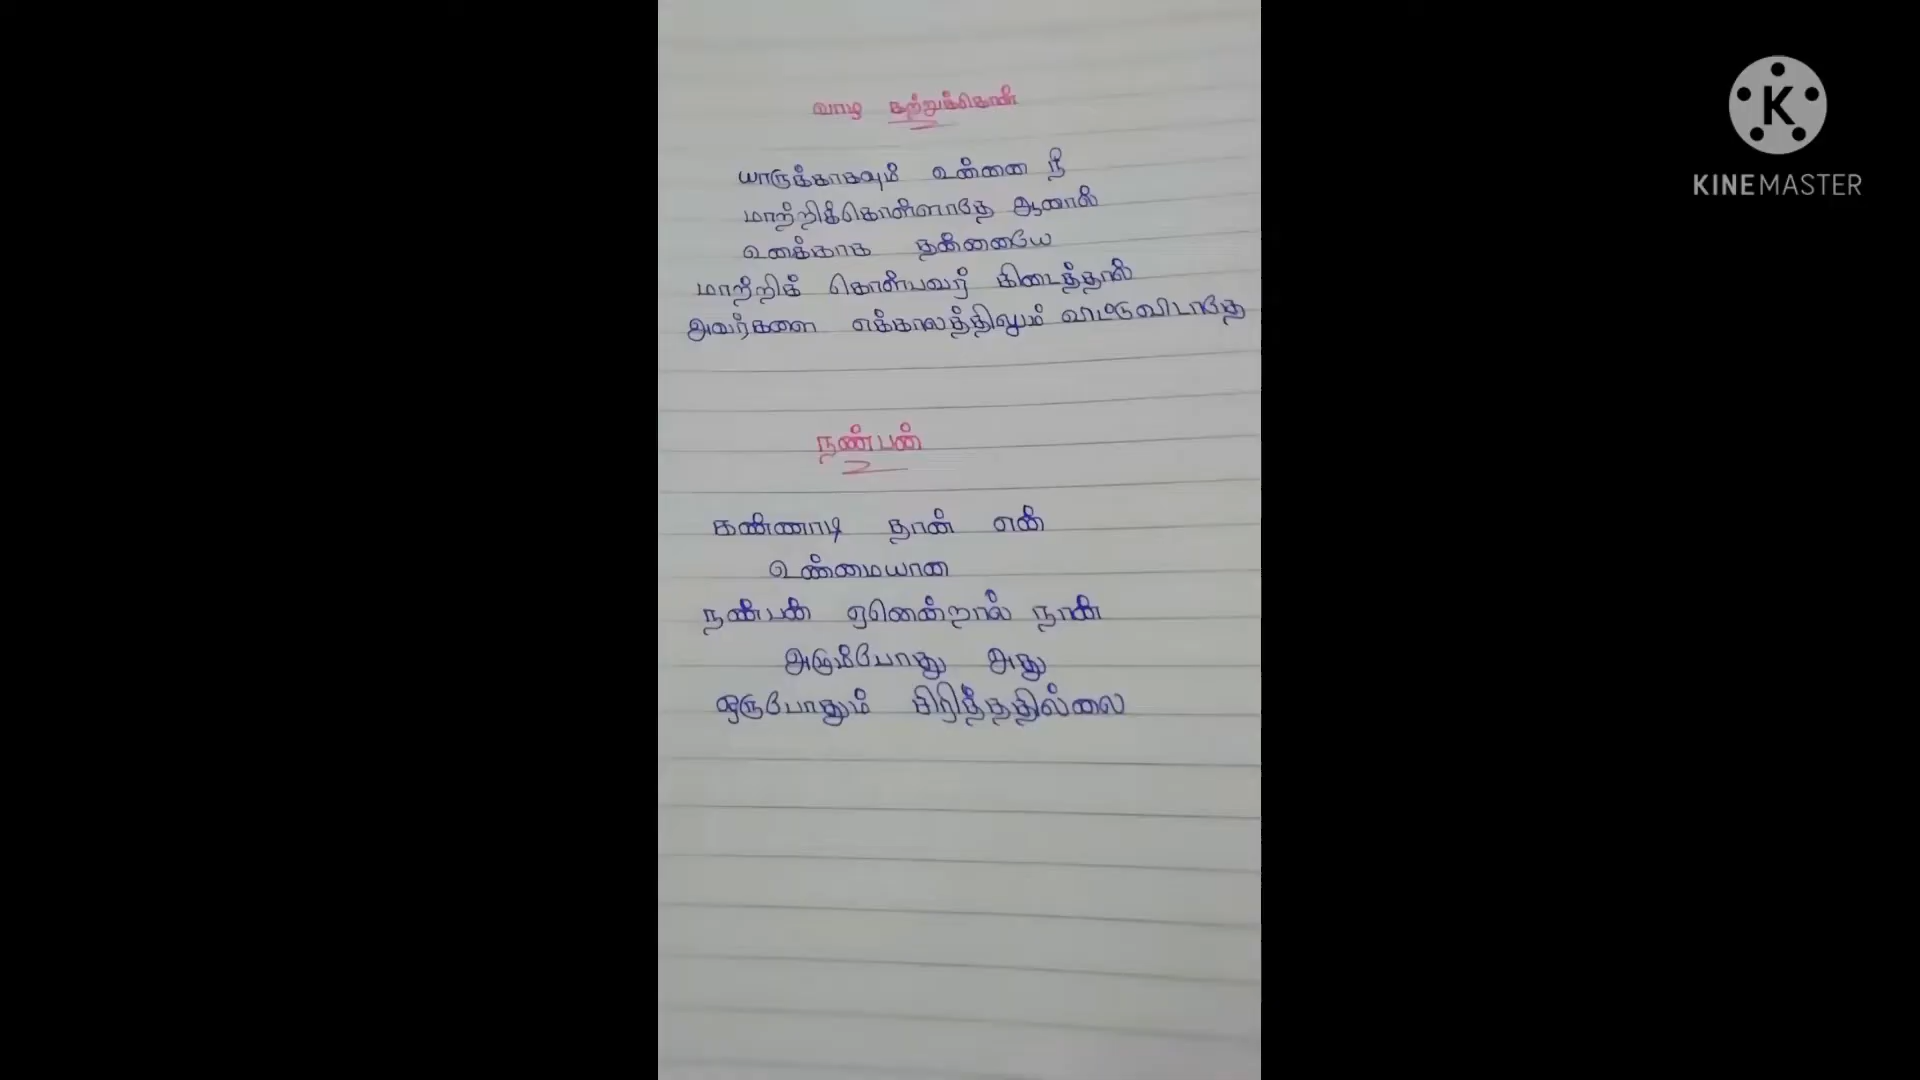 வாழ கற்றுக்கொள்
யாருக்காகவும் உன்னை நீ
மாற்றிக்கொள்ளாதே ஆனால்
உனக்காக தன்னையே
மாற்றிக் கொள்பவர் கிடைத்தால்
அவர்களை எக்காலத்திலும் விட்டுவிடாதே
நண்பன்
கண்ணாடி தான் என்
உண்மையான
நண்பன் ஏனென்றால் நான்
அழும்போது அது
ஒருபோதும் சிரித்ததில்லை
KINEMASTER